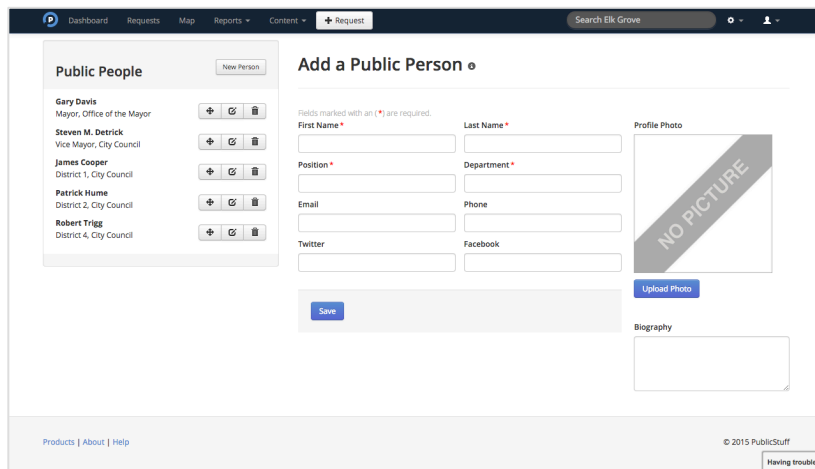 Dashboard Requests Map Reports Content + Request Search Elk Grove
Public People
New Person
Gary Davis
Mayor, Office of the Mayor
Steven M. Detrick
Vice Mayor, City Council
James Cooper
District 1, City Council
Patrick Hume
District 2, City Council
Robert Trigg
District 4, City Council
Add a Public Person
Fields marked with an (*) are required.
First Name * Last Name *
Position * Department *
Email Phone
Twitter Facebook
Save
Profile Photo
NO PICTURE
Upload Photo
Biography
Products | About | Help
© 2015 PublicStuff
Having trouble